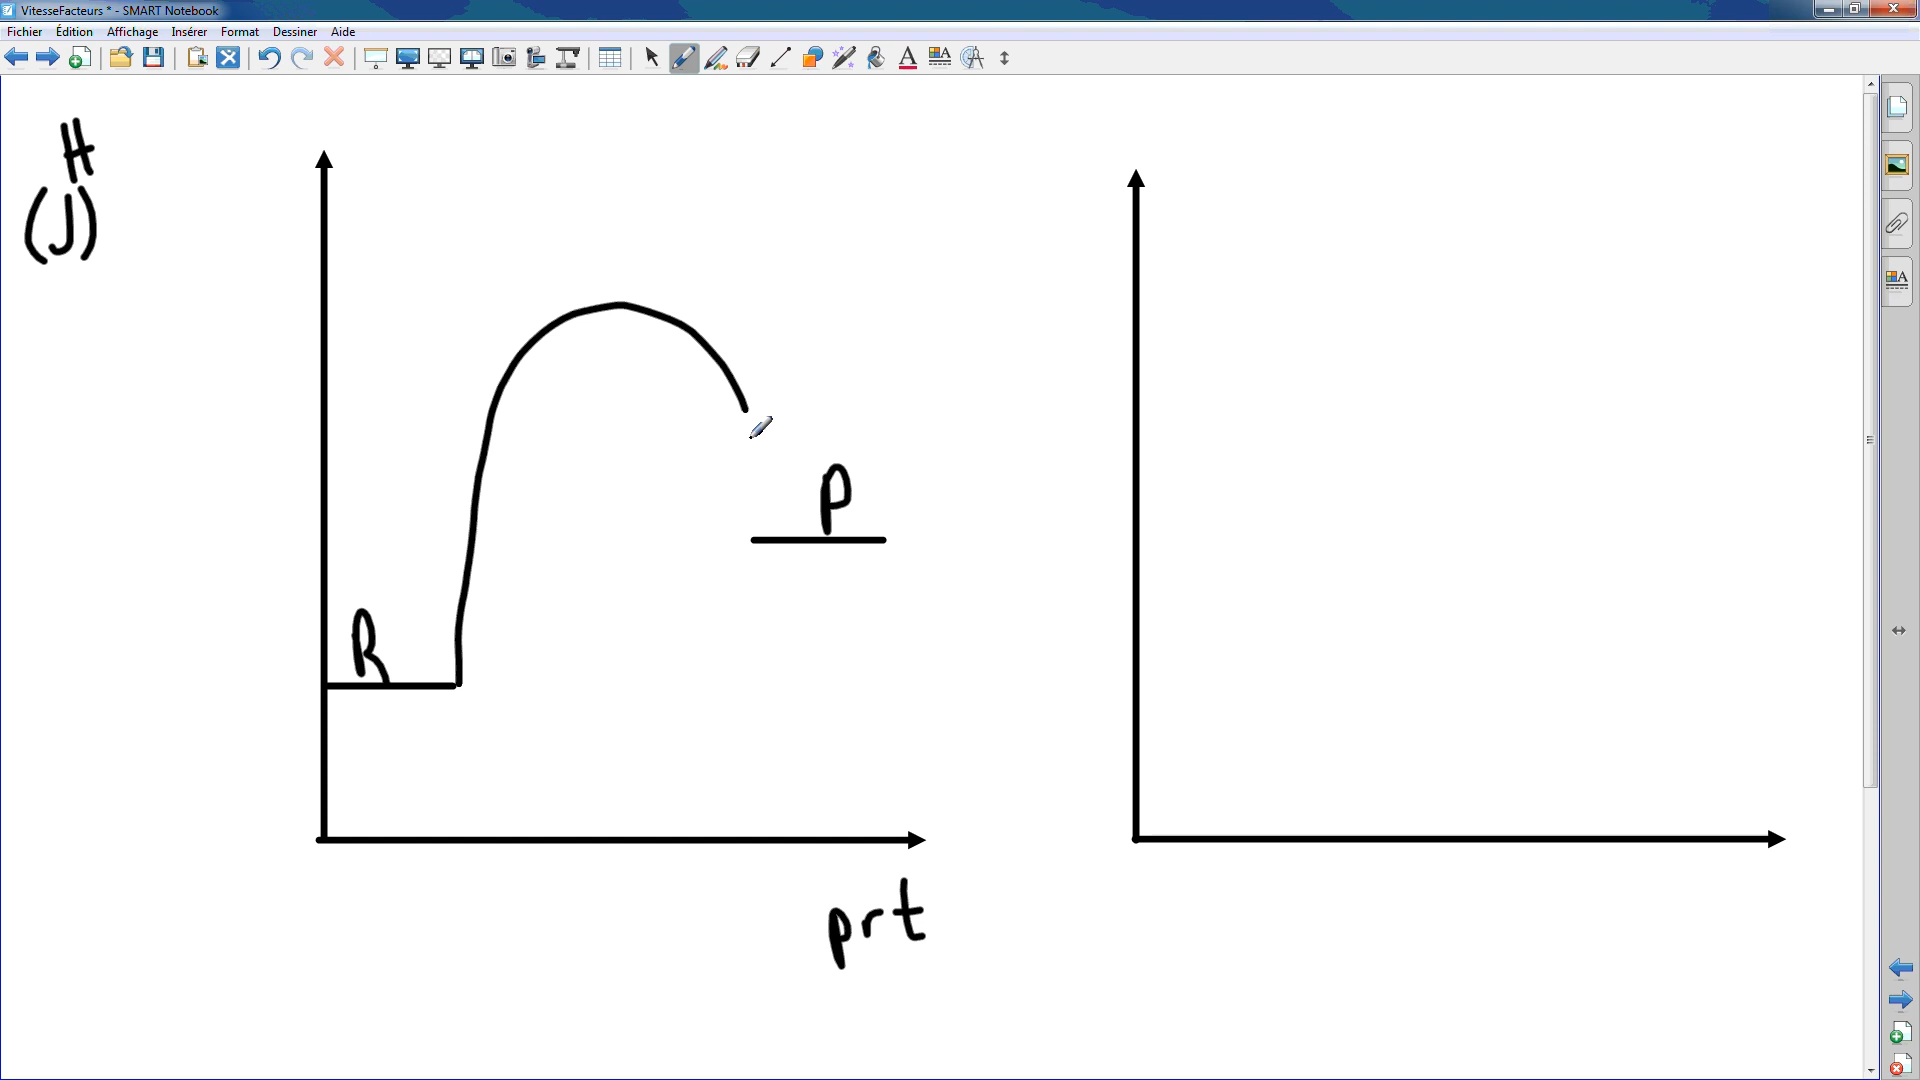 VitesseFacteurs * - SMART Notebook
Fichier Édition Affichage Insérer Format Dessiner Aide
H
(J)
P
R
prt